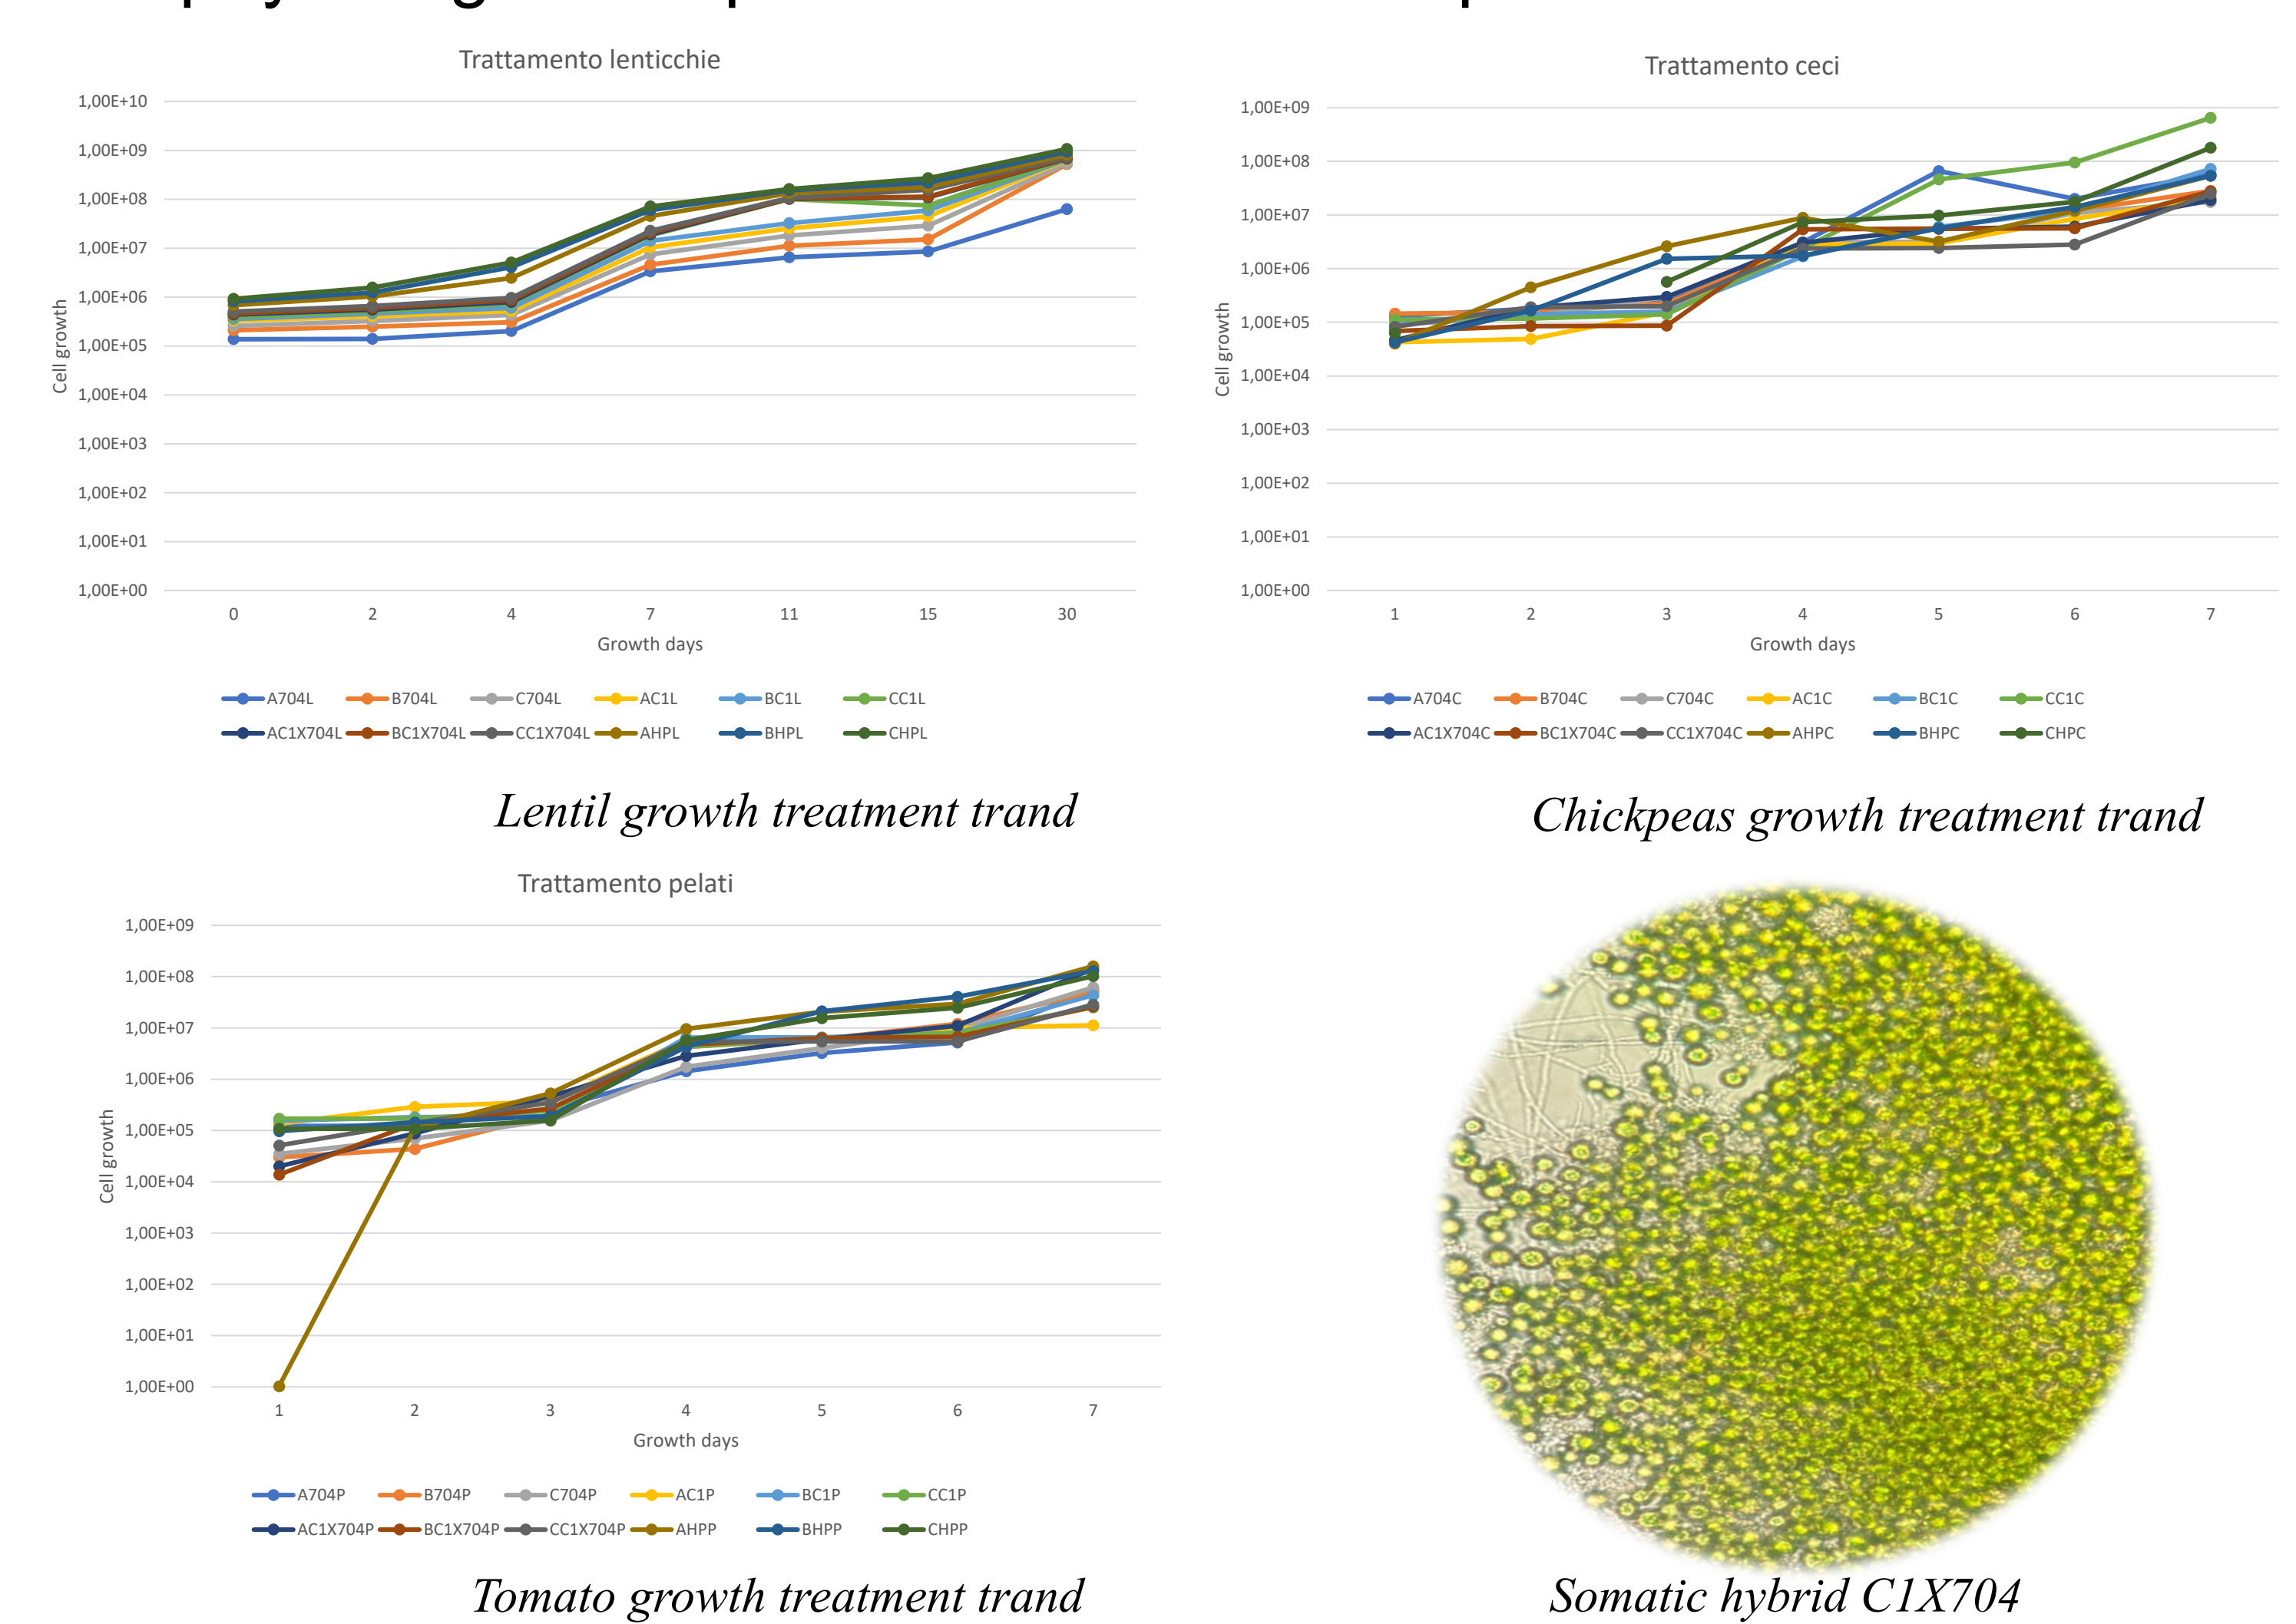 Trattamento lenticchie
1,00E+10
1,00E+09
1,00E+08
1,00E+07
1,00E+06
1,00E+05
1,00E+04
1,00E+03
1,00E+02
1,00E+01
1,00E+00
Cell growth
0 2 4 7 11 15 30
Growth days
A704L B704L C704L AC1L BC1L CC1L
AC1X704L BC1X704L CC1X704L AHPL BHPL CHPL
Lentil growth treatment trand
Trattamento ceci
1,00E+09
1,00E+08
1,00E+07
1,00E+06
1,00E+05
1,00E+04
1,00E+03
1,00E+02
1,00E+01
1,00E+00
Cell growth
1 2 3 4 5 6 7
Growth days
A704C B704C C704C AC1C BC1C CC1C
AC1X704C BC1X704C CC1X704C AHPC BHPC CHPC
Chickpeas growth treatment trand
Trattamento pelati
1,00E+09
1,00E+08
1,00E+07
1,00E+06
1,00E+05
1,00E+04
1,00E+03
1,00E+02
1,00E+01
1,00E+00
Cell growth
1 2 3 4 5 6 7
Growth days
A704P B704P C704P AC1P BC1P CC1P
AC1X704P BC1X704P CC1X704P AHPP BHPP CHPP
Tomato growth treatment trand
Somatic hybrid C1X704